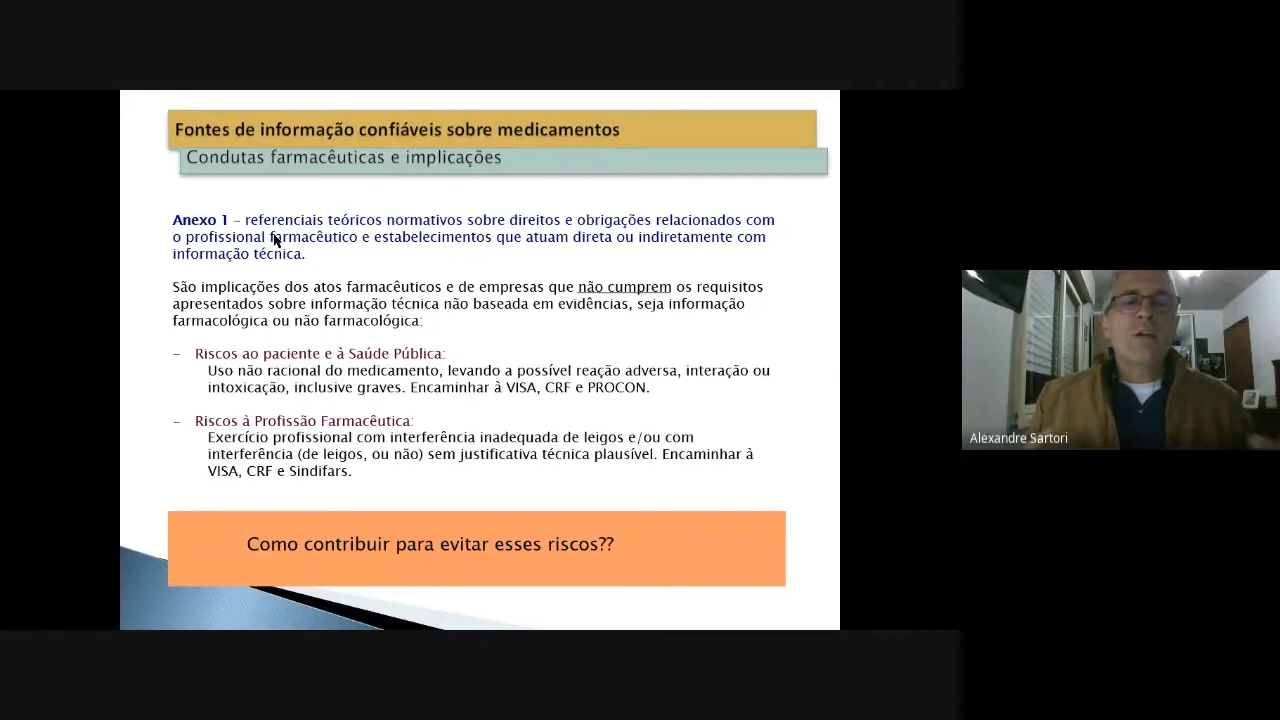 Fontes de informação confiáveis sobre medicamentos
Condutas farmacêuticas e implicações
Anexo 1 – referenciais teóricos normativos sobre direitos e obrigações relacionados com
o profissional farmacêutico e estabelecimentos que atuam direta ou indiretamente com
informação técnica.
São implicações dos atos farmacêuticos e de empresas que não cumprem os requisitos
apresentados sobre informação técnica não baseada em evidências, seja informação
farmacológica ou não farmacológica:
– Riscos ao paciente e à Saúde Pública:
Uso não racional do medicamento, levando a possível reação adversa, interação ou
intoxicação, inclusive graves. Encaminhar à VISA, CRF e PROCON.
– Riscos à Profissão Farmacêutica:
Exercício profissional com interferência inadequada de leigos e/ou com
interferência (de leigos, ou não) sem justificativa técnica plausível. Encaminhar à
VISA, CRF e Sindifars.
Como contribuir para evitar esses riscos??
Alexandre Sartori